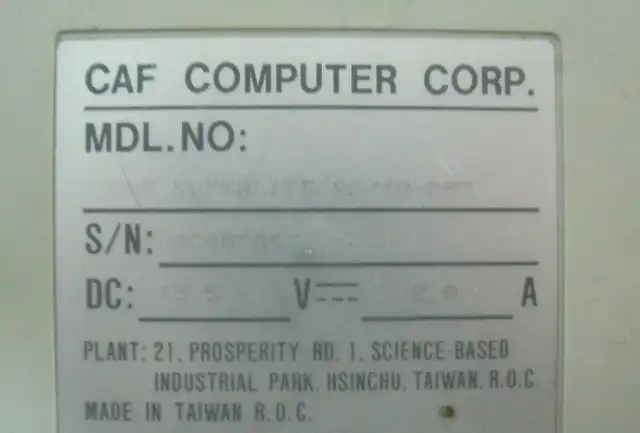 CAF COMPUTER CORP.
MDL.NO:
S/N:
DC: V A
PLANT: 21, PROSPERITY RD. 1, SCIENCE-BASED
INDUSTRIAL PARK, HSINCHU, TAIWAN, R.O.C
MADE IN TAIWAN R.O.C.